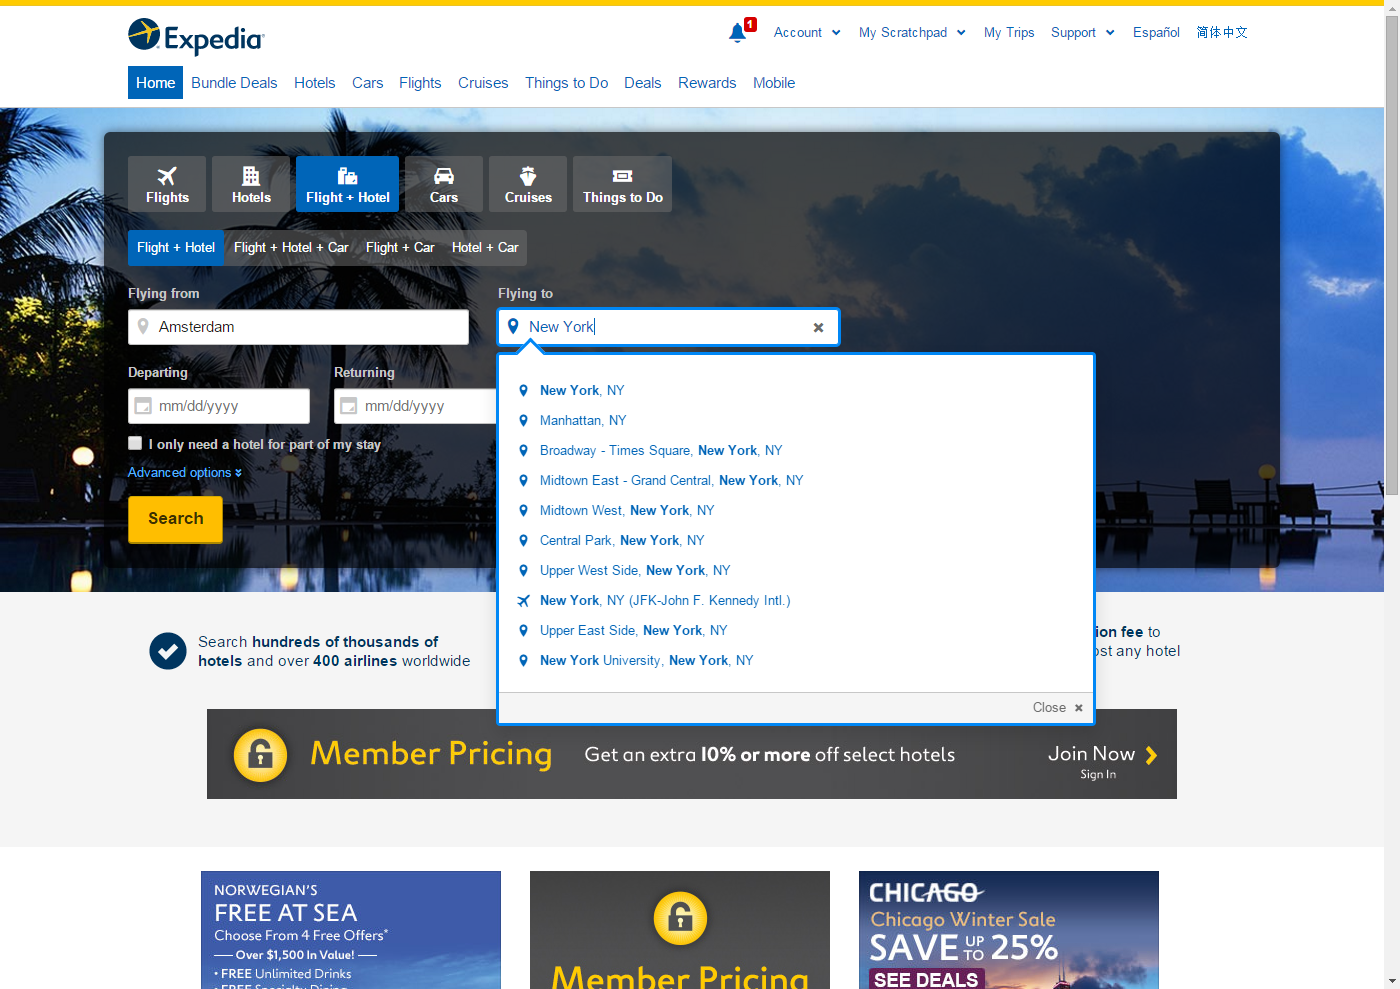 Expedia
1
Account
My Scratchpad
My Trips
Support
Español
简体中文
Home
Bundle Deals
Hotels
Cars
Flights
Cruises
Things to Do
Deals
Rewards
Mobile
Flights
Hotels
Flight + Hotel
Cars
Cruises
Things to Do
Flight + Hotel
Flight + Hotel + Car
Flight + Car
Hotel + Car
Flying from
Flying to
Amsterdam
New York
Departing
Returning
mm/dd/yyyy
mm/dd/yyyy
I only need a hotel for part of my stay
Advanced options
Search
New York, NY
Manhattan, NY
Broadway - Times Square, New York, NY
Midtown East - Grand Central, New York, NY
Midtown West, New York, NY
Central Park, New York, NY
Upper West Side, New York, NY
New York, NY (JFK-John F. Kennedy Intl.)
Upper East Side, New York, NY
New York University, New York, NY
Close
Search hundreds of thousands of
hotels and over 400 airlines worldwide
fee to
any hotel
Member Pricing
Get an extra 10% or more off select hotels
Join Now
Sign In
NORWEGIAN'S
FREE AT SEA
Choose From 4 Free Offers*
Over $1,500 In Value!
• FREE Unlimited Drinks
• FREE Specialty Dining
Member Pricing
CHICAGO
Chicago Winter Sale
SAVE UP TO 25%
SEE DEALS